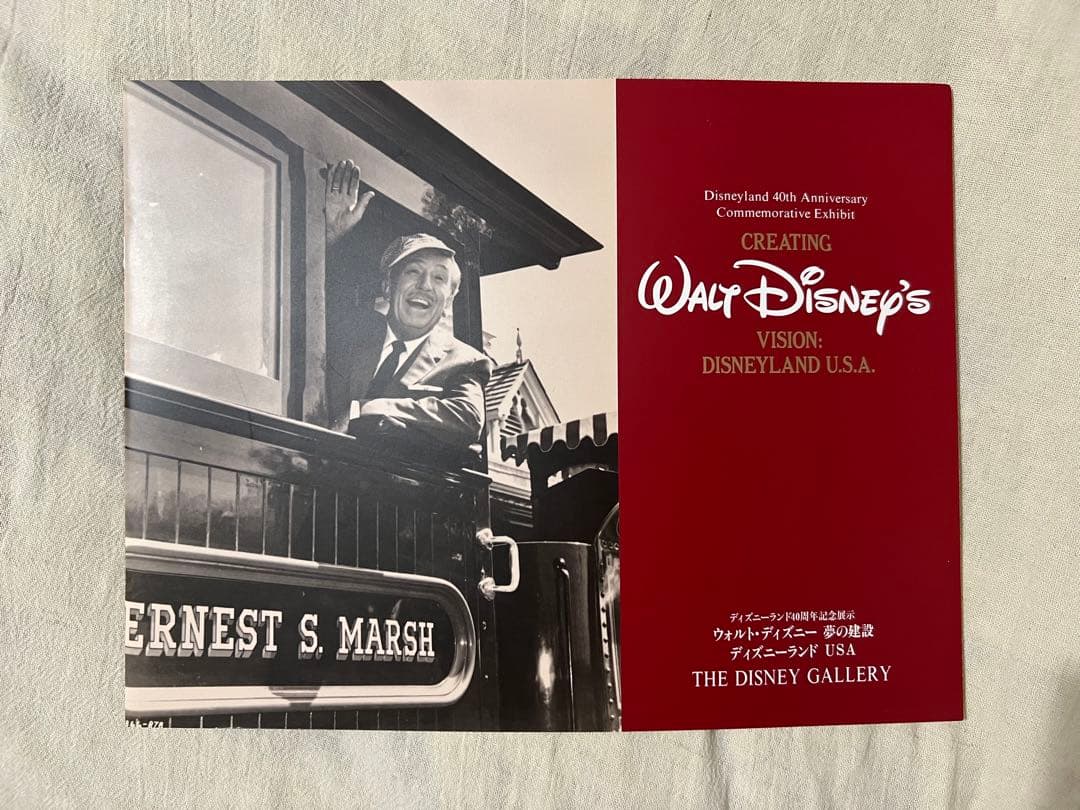 Disneyland 40th Anniversary
Commemorative Exhibit
CREATING
WALT DISNEY'S
VISION:
DISNEYLAND U.S.A.
ERNEST S. MARSH
ディズニーランド40周年記念展示
ウォルト・ディズニー 夢の建設
ディズニーランド USA
THE DISNEY GALLERY